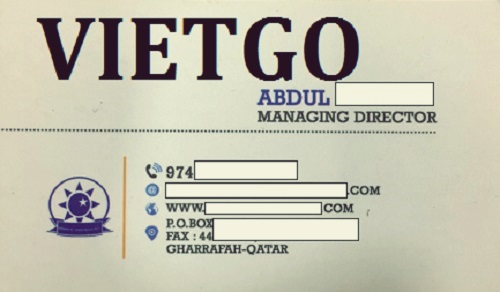 VIETGO
ABDUL
MANAGING DIRECTOR
974
.COM
WWW. .COM
P.O.BOX
FAX : 44
GHARRAFAH-QATAR